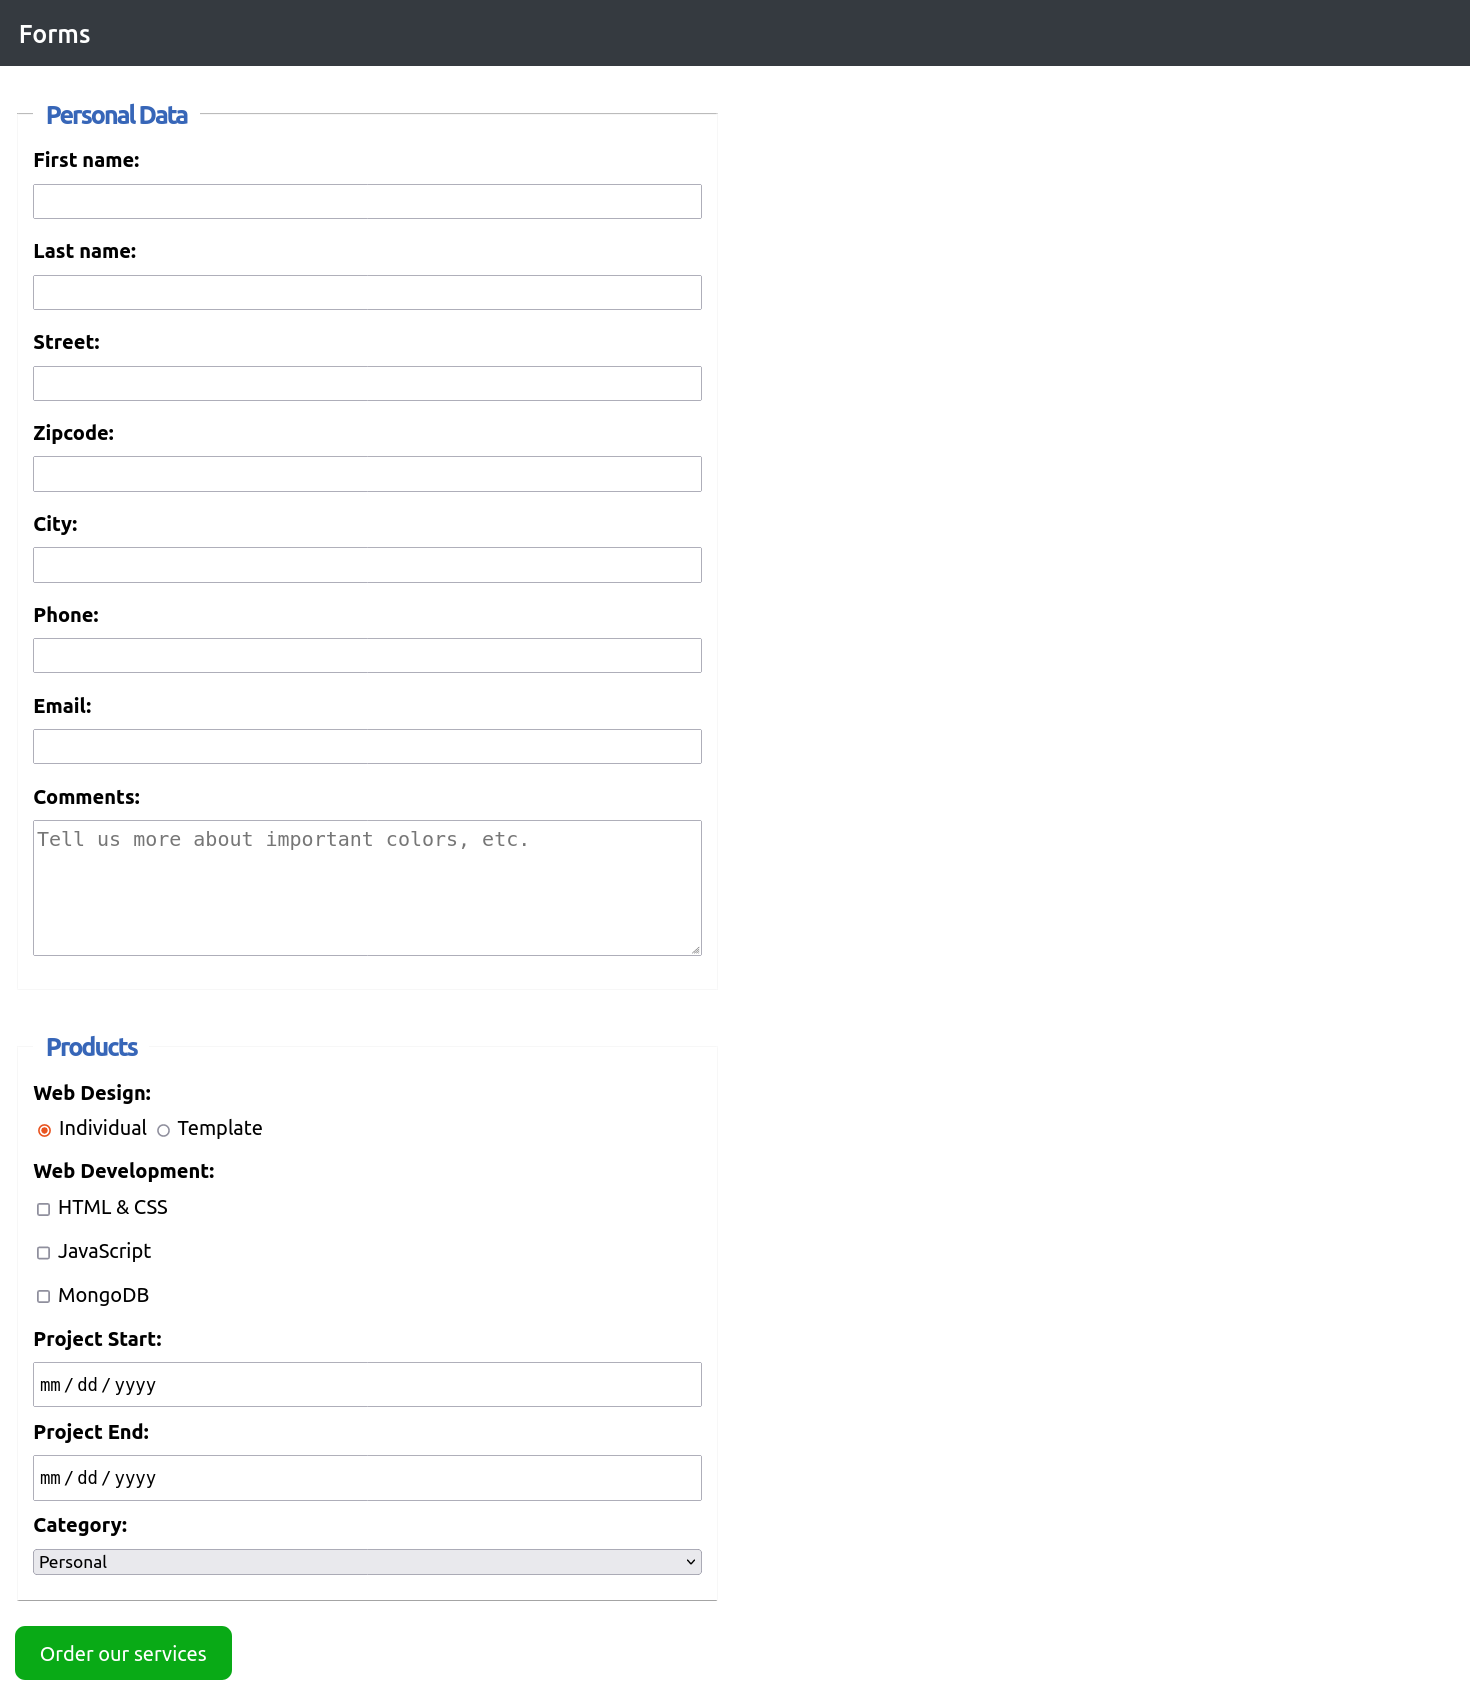 Forms
Personal Data
First name:
Last name:
Street:
Zipcode:
City:
Phone:
Email:
Comments:
Tell us more about important colors, etc.
Products
Web Design:
Individual Template
Web Development:
HTML & CSS
JavaScript
MongoDB
Project Start:
mm / dd / yyyy
Project End:
mm / dd / yyyy
Category:
Personal
Order our services